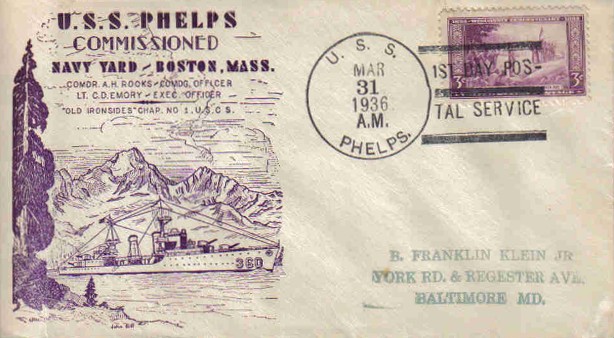 U.S.S. PHELPS
COMMISSIONED
NAVY YARD - BOSTON, MASS.
COMDR. A.H. ROOKS - COMDG. OFFICER
LT. C.D. EMORY - EXEC. OFFICER
"OLD IRONSIDES" CHAP. NO 1. U.S.C.S.
360
U. S. S.
MAR
31
1936
A.M.
PHELPS.
1ST DAY POS-
TAL SERVICE
3¢
B. FRANKLIN KLEIN JR
YORK RD. & REGESTER AVE.
BALTIMORE MD.